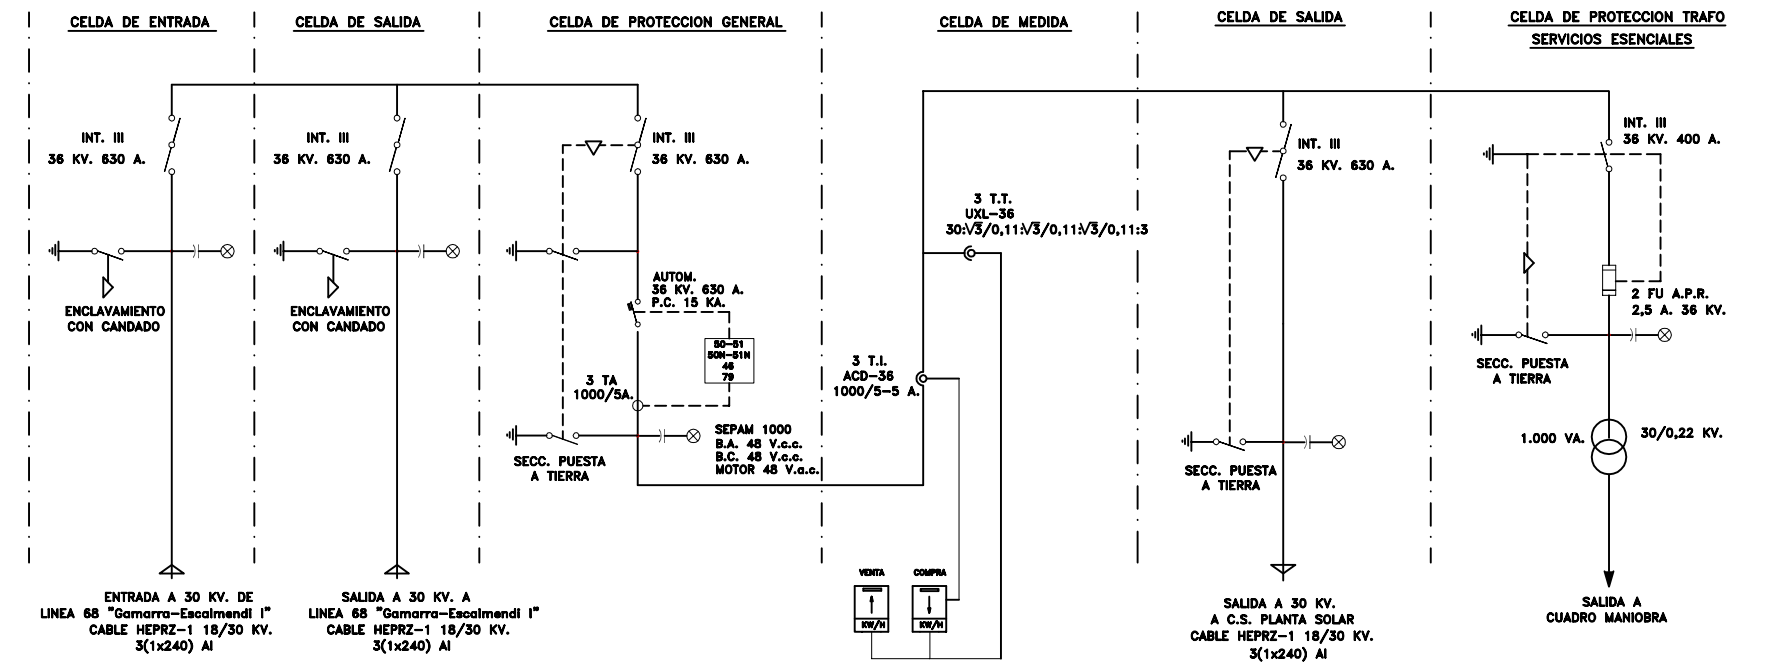 CELDA DE ENTRADA
INT. III
36 KV. 630 A.
ENCLAVAMIENTO
CON CANDADO
ENTRADA A 30 KV. DE
LINEA 68 "Gamarra-Escalmendi I"
CABLE HEPRZ-1 18/30 KV.
3(1x240) Al
CELDA DE SALIDA
INT. III
36 KV. 630 A.
ENCLAVAMIENTO
CON CANDADO
SALIDA A 30 KV. A
LINEA 68 "Gamarra-Escalmendi I"
CABLE HEPRZ-1 18/30 KV.
3(1x240) Al
CELDA DE PROTECCION GENERAL
INT. III
36 KV. 630 A.
AUTOM.
36 KV. 630 A.
P.C. 15 KA.
50-51
50N-51N
46
79
3 TA
1000/5A.
SEPAM 1000
B.A. 48 V.c.c.
B.C. 48 V.c.c.
MOTOR 48 V.a.c.
SECC. PUESTA
A TIERRA
CELDA DE MEDIDA
3 T.T.
UXL-36
30:√3/0,11:√3/0,11:√3/0,11:3
3 T.I.
ACD-36
1000/5-5 A.
VENTA
KW/H
COMPRA
KW/H
CELDA DE SALIDA
INT. III
36 KV. 630 A.
SECC. PUESTA
A TIERRA
SALIDA A 30 KV.
A C.S. PLANTA SOLAR
CABLE HEPRZ-1 18/30 KV.
3(1x240) Al
CELDA DE PROTECCION TRAFO
SERVICIOS ESENCIALES
INT. III
36 KV. 400 A.
2 FU A.P.R.
2,5 A. 36 KV.
SECC. PUESTA
A TIERRA
1.000 VA.
30/0,22 KV.
SALIDA A
CUADRO MANIOBRA